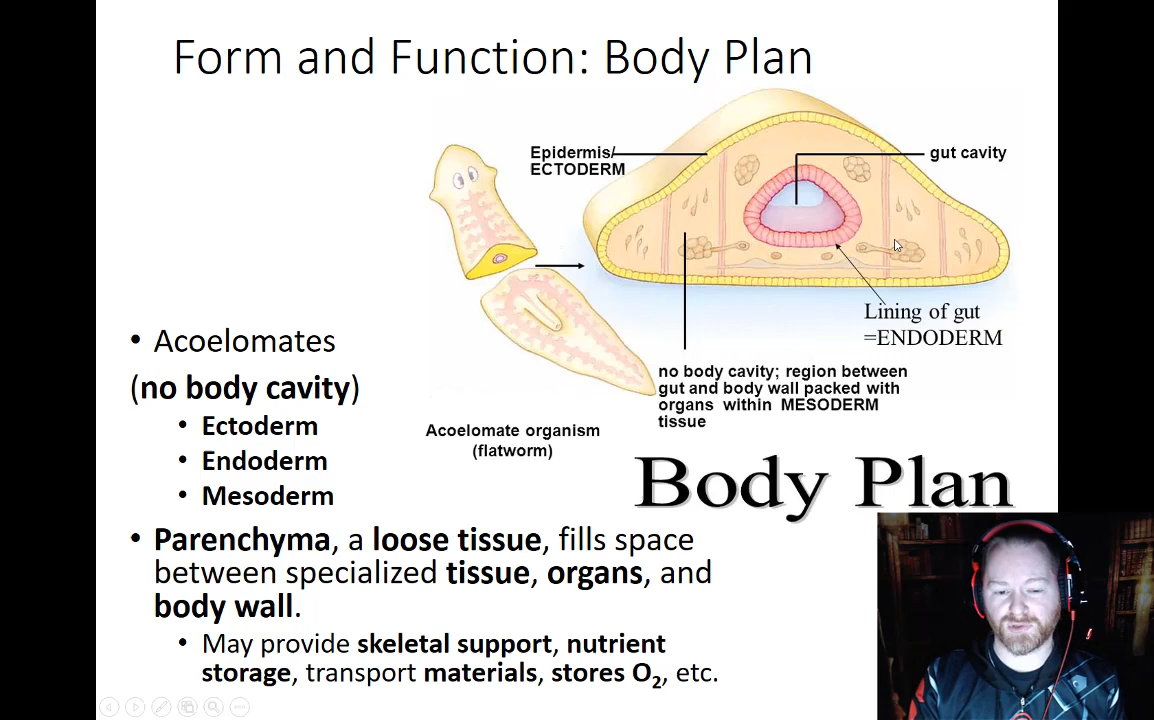 Form and Function: Body Plan
Epidermis/
ECTODERM
gut cavity
Lining of gut
=ENDODERM
no body cavity; region between
gut and body wall packed with
organs within MESODERM
tissue
Acoelomate organism
(flatworm)
Body Plan
• Acoelomates
(no body cavity)
• Ectoderm
• Endoderm
• Mesoderm
• Parenchyma, a loose tissue, fills space
between specialized tissue, organs, and
body wall.
• May provide skeletal support, nutrient
storage, transport materials, stores O₂, etc.